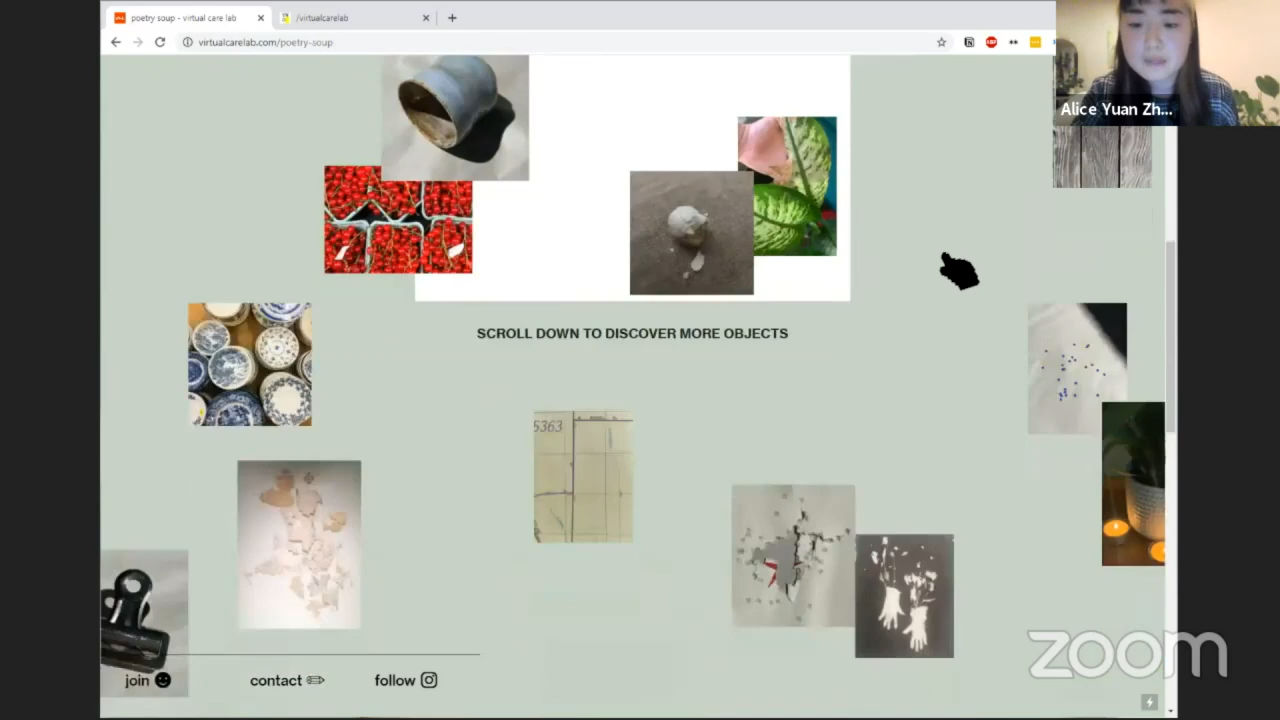 poetry soup - virtual care lab
/virtualcarelab
virtualcarelab.com/poetry-soup
ABP
Alice Yuan Zh...
SCROLL DOWN TO DISCOVER MORE OBJECTS
5363
join
contact
follow
zoom